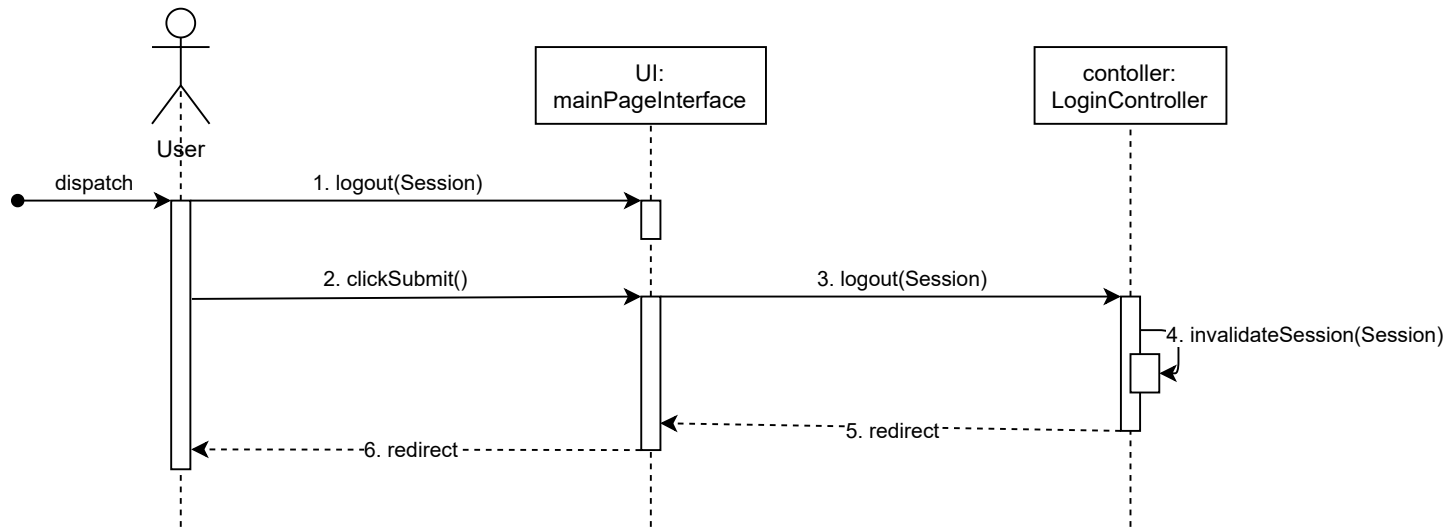 UI:
mainPageInterface
contoller:
LoginController
User
dispatch
1. logout(Session)
2. clickSubmit()
3. logout(Session)
4. invalidateSession(Session)
5. redirect
6. redirect